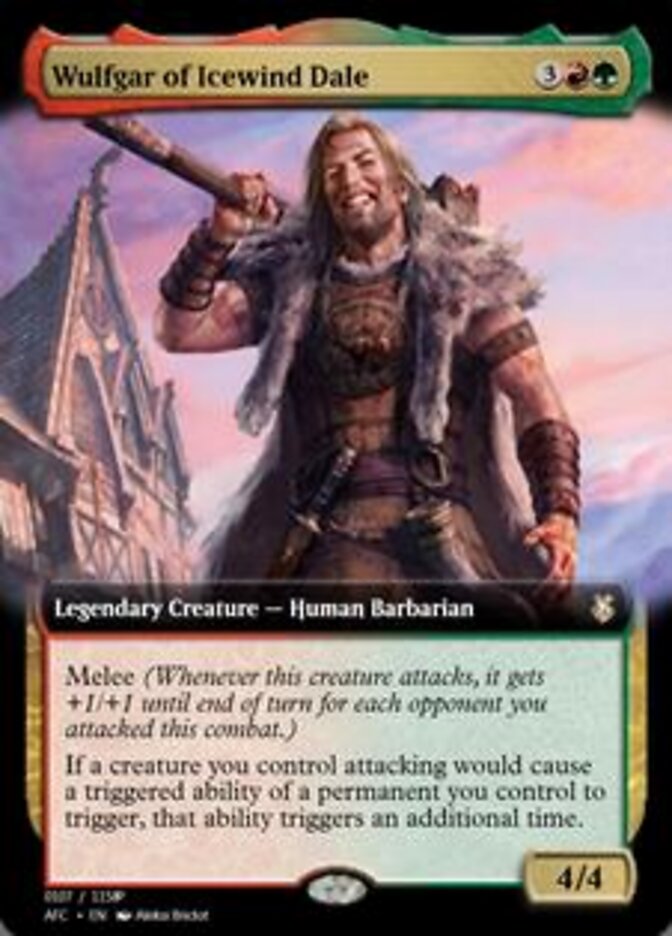 Wulfgar of Icewind Dale 3
Legendary Creature — Human Barbarian
Melee (Whenever this creature attacks, it gets
+1/+1 until end of turn for each opponent you
attacked this combat.)
If a creature you control attacking would cause
a triggered ability of a permanent you control to
trigger, that ability triggers an additional time.
4/4
AFC • EN